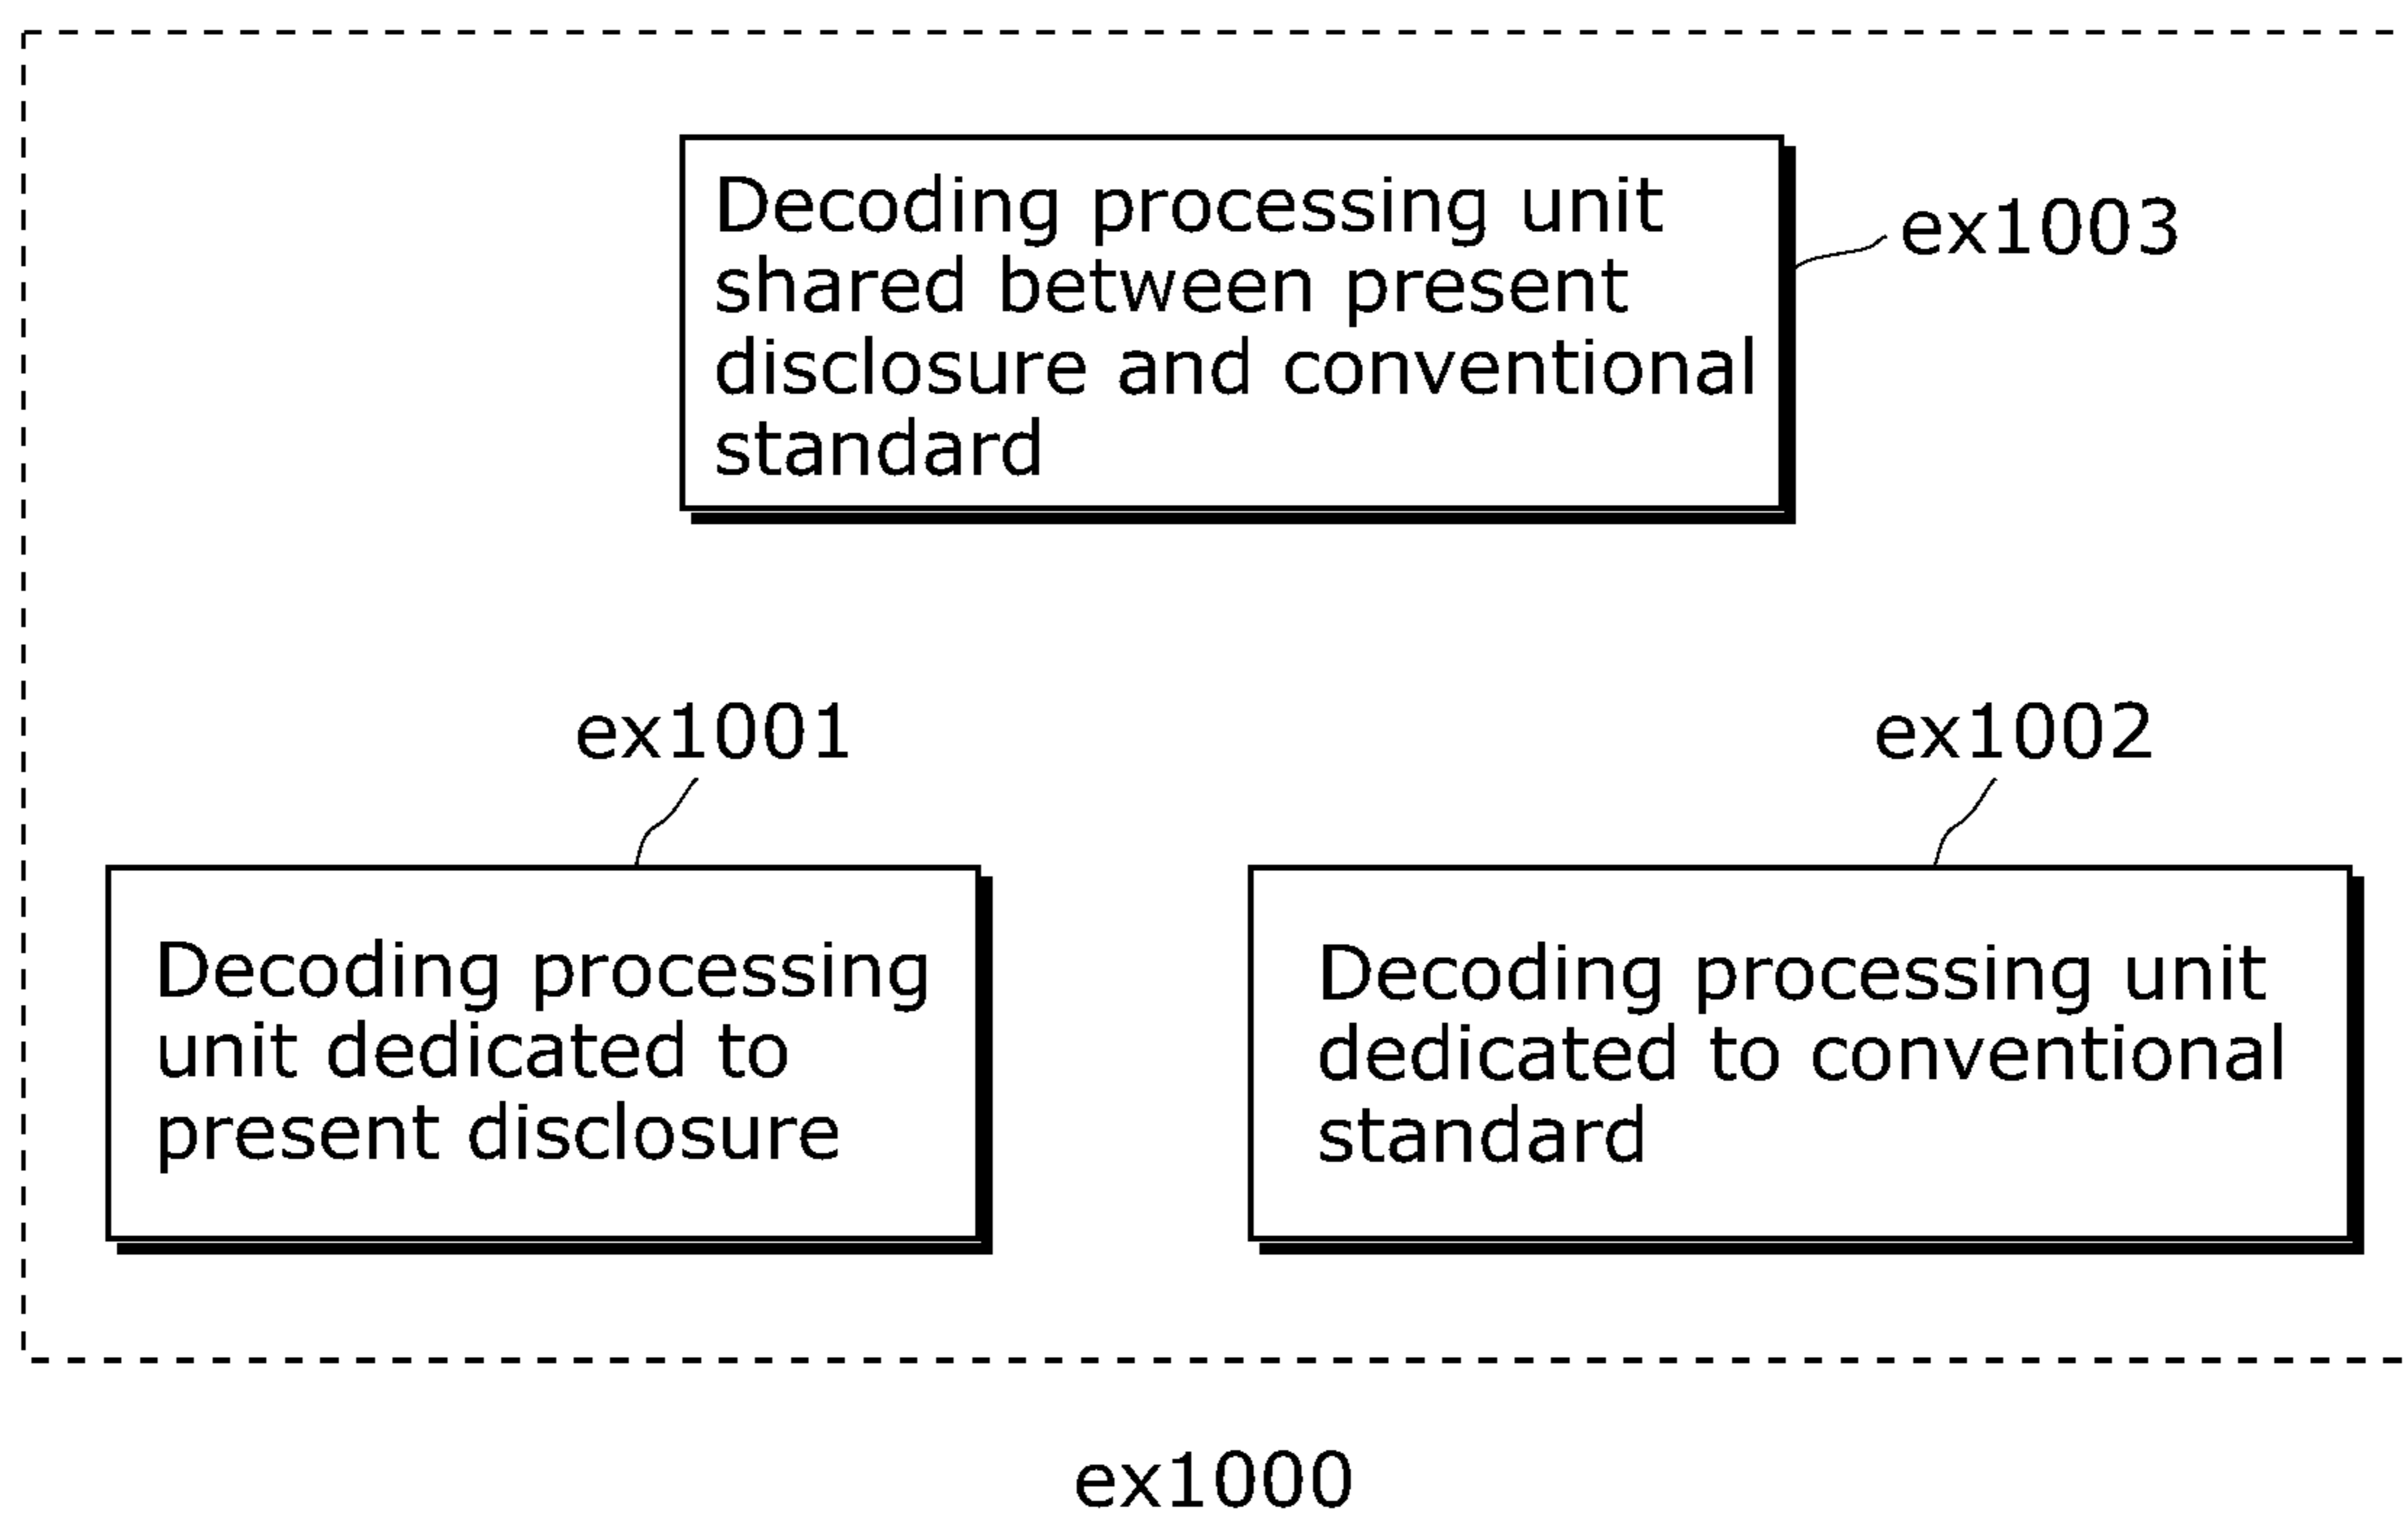 Decoding processing unit
shared between present
disclosure and conventional
standard
ex1003
ex1001
ex1002
Decoding processing
unit dedicated to
present disclosure
Decoding processing unit
dedicated to conventional
standard
ex1000